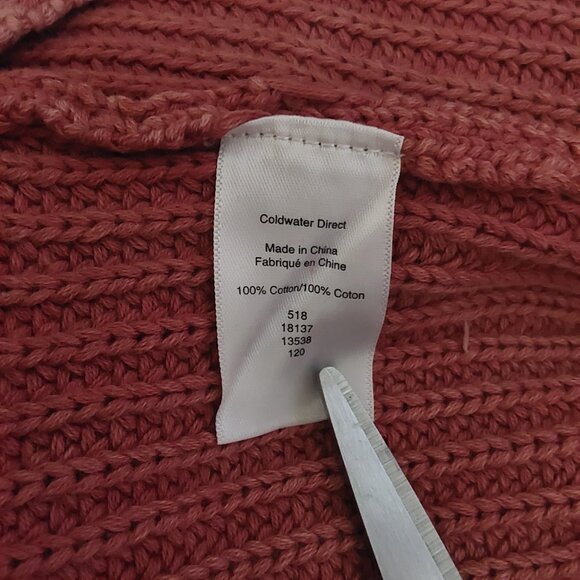 Coldwater Direct
Made in China
Fabriqué en Chine
100% Cotton/100% Coton
518
18137
13538
120